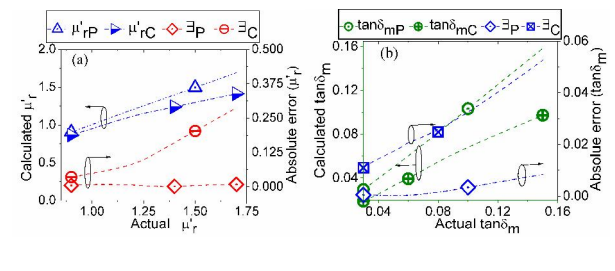 μ'rP μ'rC ∃P ∃C
tanδmP tanδmC ∃P ∃C
(a)
2.0
1.5
1.0
0.5
0.0
Calculated μ'r
0.500
0.375
0.250
0.125
0.000
Absolute error (μ'r)
1.00 1.25 1.50 1.75
Actual μ'r
(b)
0.16
0.12
0.08
0.04
Calculated tanδm
0.06
0.04
0.02
0.00
Absolue error (tanδm)
0.04 0.08 0.12 0.16
Actual tanδm